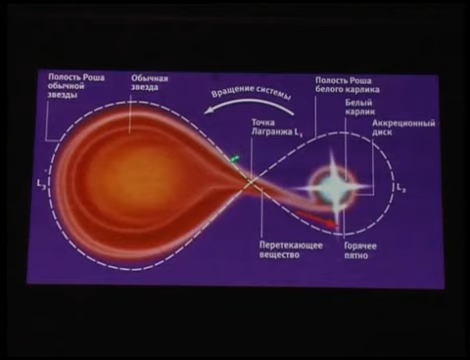 Полость Роша
обычной
звезды
Обычная
звезда
Вращение системы
Полость Роша
белого карлика
Белый
карлик
Аккреционный
диск
Точка
Лагранжа L₁
L₃
L₂
Перетекающее
вещество
Горячее
пятно